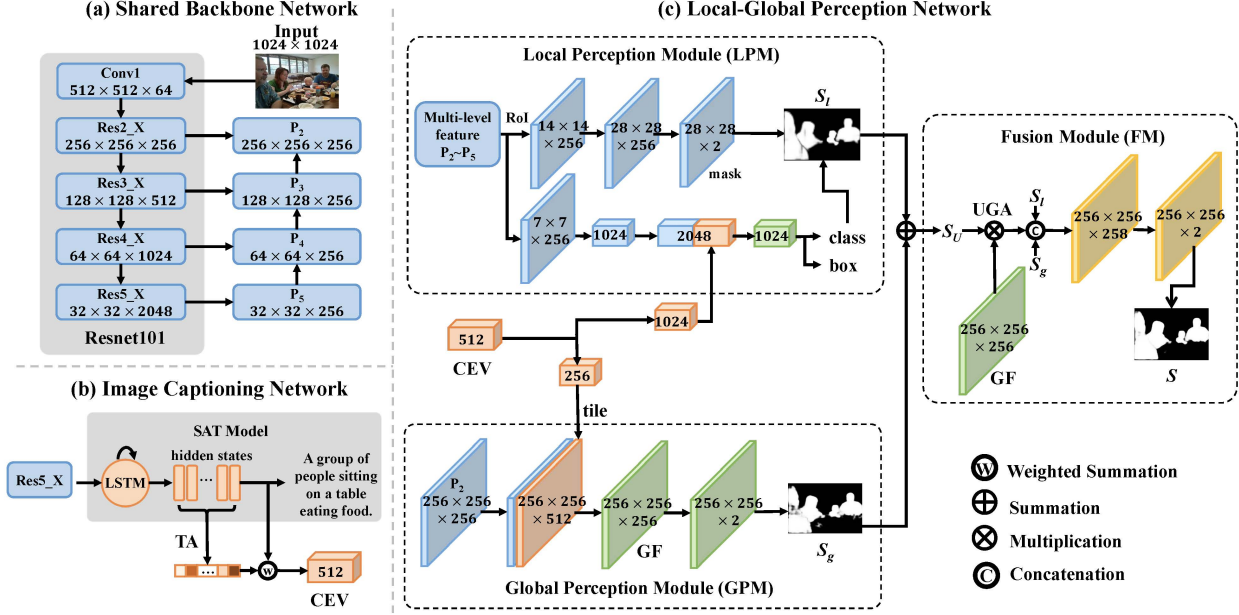 (a) Shared Backbone Network
Input
1024 × 1024
Conv1
512 × 512 × 64
Res2_X
256 × 256 × 256
P2
256 × 256 × 256
Res3_X
128 × 128 × 512
P3
128 × 128 × 256
Res4_X
64 × 64 × 1024
P4
64 × 64 × 256
Res5_X
32 × 32 × 2048
P5
32 × 32 × 256
Resnet101
(b) Image Captioning Network
SAT Model
Res5_X
LSTM
hidden states
...
A group of
people sitting
on a table
eating food.
TA
...
W
512
CEV
(c) Local-Global Perception Network
Local Perception Module (LPM)
Multi-level
feature
P2~P5
RoI
14 × 14
× 256
28 × 28
× 256
28 × 28
× 2
mask
Sl
7 × 7
× 256
1024
2048
1024
class
box
512
CEV
1024
256
tile
P2
256 × 256
× 256
256 × 256
× 512
256 × 256
× 256
GF
256 × 256
× 2
Sg
Global Perception Module (GPM)
Fusion Module (FM)
SU
UGA
Sl
C
Sg
256 × 256
× 258
256 × 256
× 2
256 × 256
× 256
GF
S
W Weighted Summation
Summation
Multiplication
C Concatenation